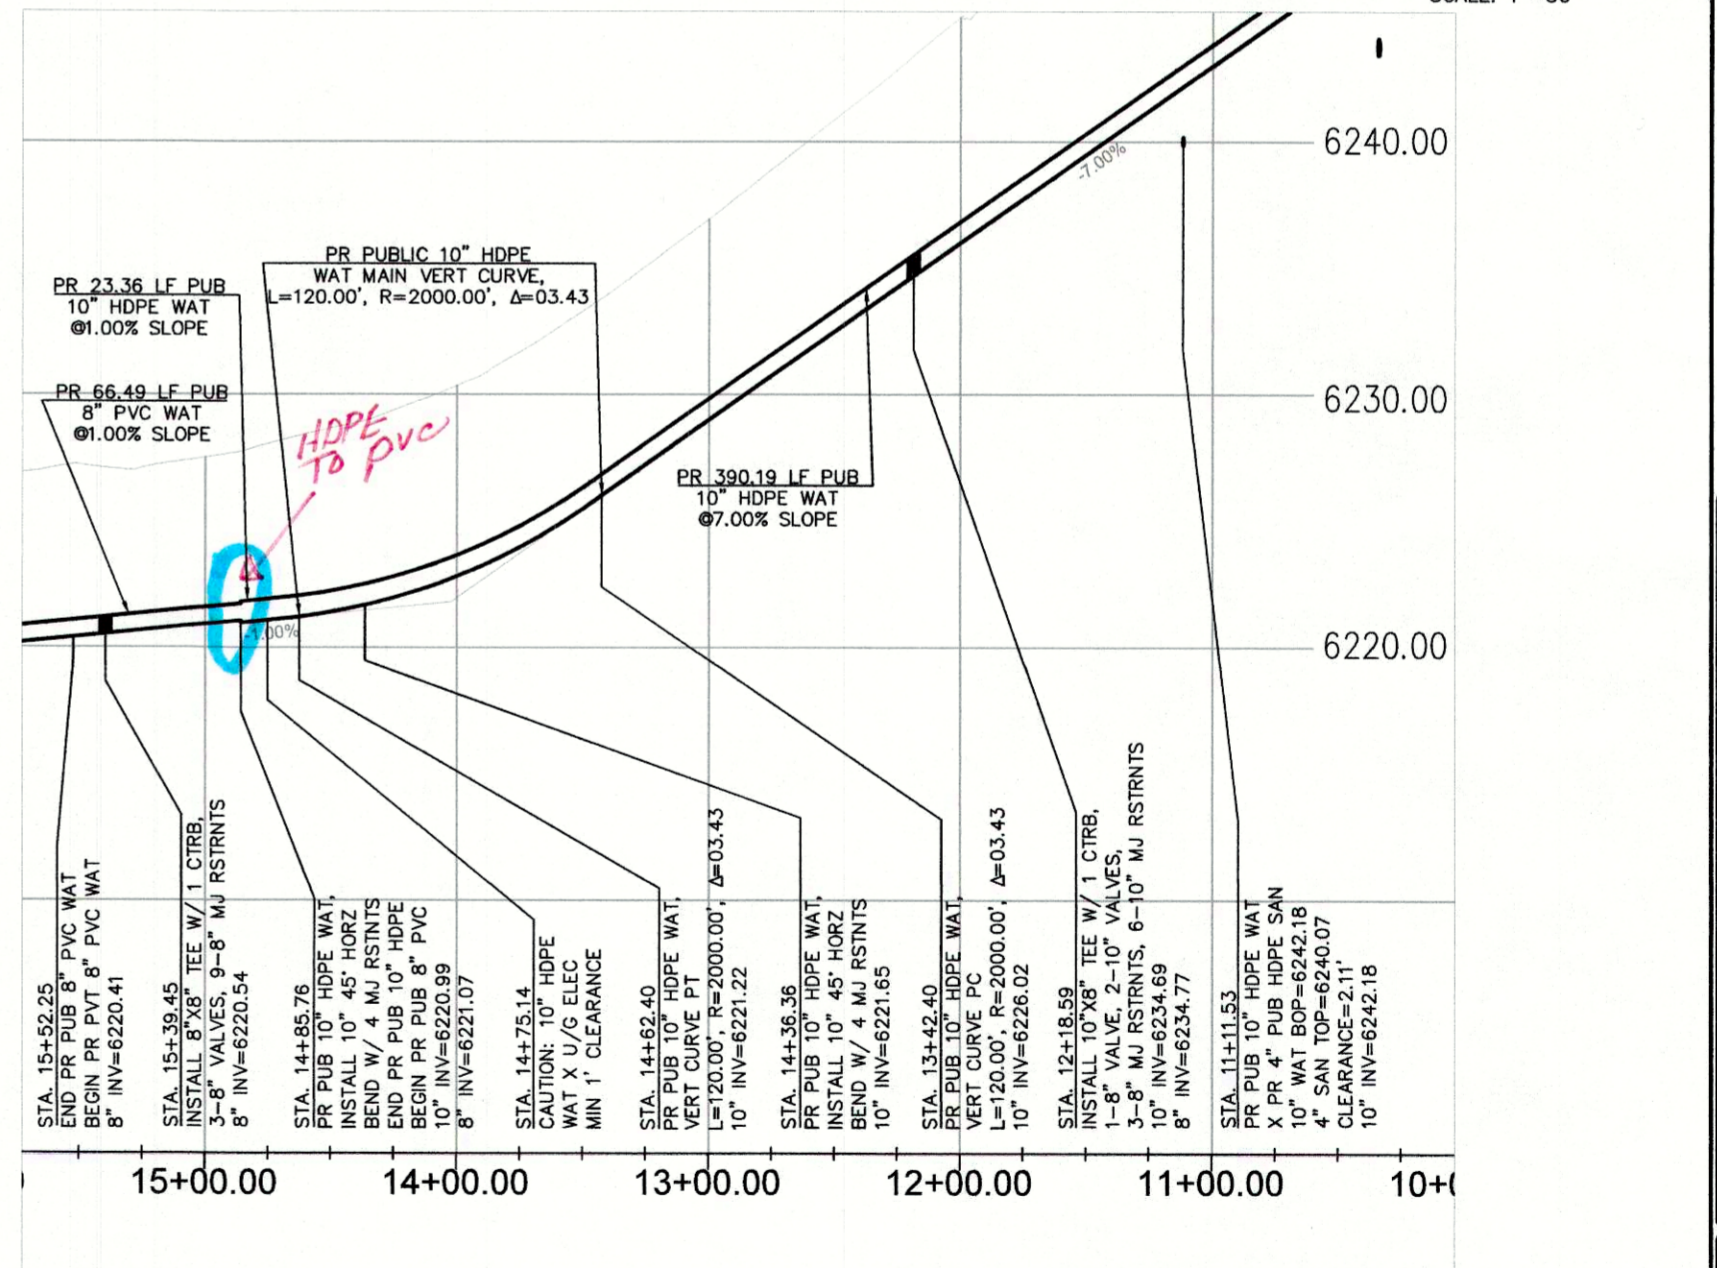 6240.00
-7.00%
PR PUBLIC 10" HDPE
WAT MAIN VERT CURVE,
L=120.00', R=2000.00', Δ=03.43
PR 23.36 LF PUB
10" HDPE WAT
@1.00% SLOPE
PR 66.49 LF PUB
8" PVC WAT
@1.00% SLOPE
HDPE
TO PVC
6230.00
PR 390.19 LF PUB
10" HDPE WAT
@7.00% SLOPE
-1.00%
6220.00
STA. 15+52.25
END PR PUB 8" PVC WAT
BEGIN PR PVT 8" PVC WAT
8" INV=6220.41
STA. 15+39.45
INSTALL 8"X8" TEE W/ 1 CTRB,
3-8" VALVES, 9-8" MJ RSTRNTS
8" INV=6220.54
STA. 14+85.76
PR PUB 10" HDPE WAT,
INSTALL 10" 45° HORZ
BEND W/ 4 MJ RSTNTS
END PR PUB 10" HDPE
BEGIN PR PUB 8" PVC
10" INV=6220.99
8" INV=6221.07
STA. 14+75.14
CAUTION: 10" HDPE
WAT X U/G ELEC
MIN 1' CLEARANCE
STA. 14+62.40
PR PUB 10" HDPE WAT,
VERT CURVE PT
L=120.00', R=2000.00', Δ=03.43
10" INV=6221.22
STA. 14+36.36
PR PUB 10" HDPE WAT,
INSTALL 10" 45° HORZ
BEND W/ 4 MJ RSTNTS
10" INV=6221.65
STA. 13+42.40
PR PUB 10" HDPE WAT,
VERT CURVE PC
L=120.00', R=2000.00', Δ=03.43
10" INV=6226.02
STA. 12+18.59
INSTALL 10"X8" TEE W/ 1 CTRB,
1-8" VALVE, 2-10" VALVES,
3-8" MJ RSTRNTS, 6-10" MJ RSTRNTS
10" INV=6234.69
8" INV=6234.77
STA. 11+11.53
PR PUB 10" HDPE WAT
X PR 4" PUB HDPE SAN
10" WAT BOP=6242.18
4" SAN TOP=6240.07
CLEARANCE=2.11'
10" INV=6242.18
15+00.00
14+00.00
13+00.00
12+00.00
11+00.00